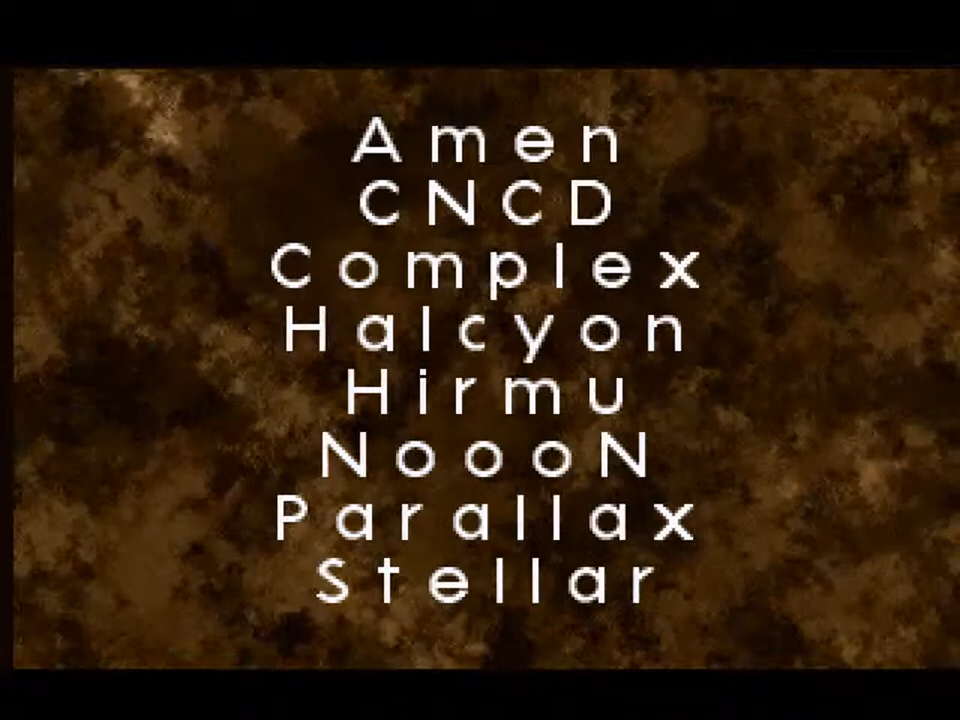 Amen
CNCD
Complex
Halcyon
Hirmu
NoooN
Parallax
Stellar